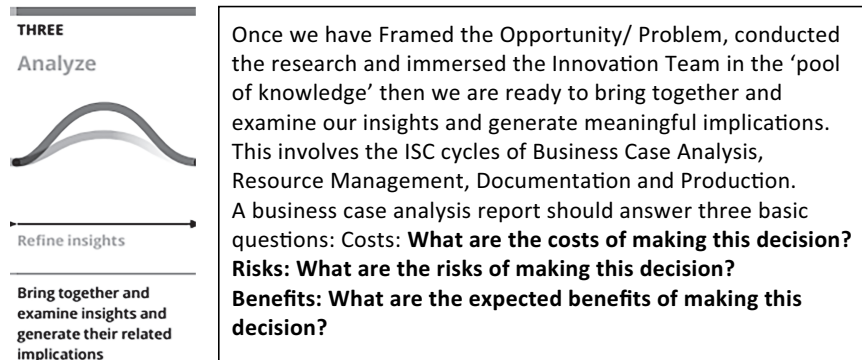 THREE
Analyze
Refine insights
Bring together and
examine insights and
generate their related
implications
Once we have Framed the Opportunity/ Problem, conducted
the research and immersed the Innovation Team in the ‘pool
of knowledge’ then we are ready to bring together and
examine our insights and generate meaningful implications.
This involves the ISC cycles of Business Case Analysis,
Resource Management, Documentation and Production.
A business case analysis report should answer three basic
questions: Costs: What are the costs of making this decision?
Risks: What are the risks of making this decision?
Benefits: What are the expected benefits of making this
decision?